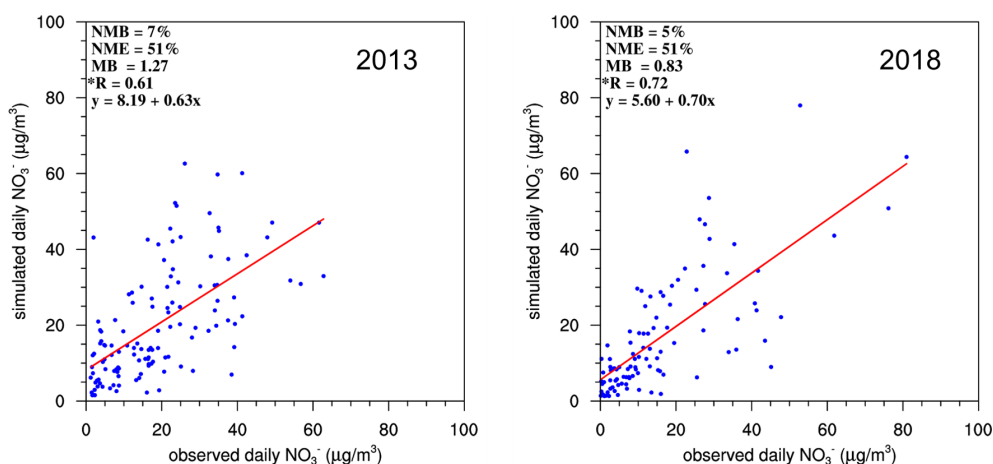 NMB = 7%
NME = 51%
MB = 1.27
*R = 0.61
y = 8.19 + 0.63x
2013
simulated daily NO₃⁻ (μg/m³)
100
80
60
40
20
0
0 20 40 60 80 100
observed daily NO₃⁻ (μg/m³)
NMB = 5%
NME = 51%
MB = 0.83
*R = 0.72
y = 5.60 + 0.70x
2018
simulated daily NO₃⁻ (μg/m³)
100
80
60
40
20
0
0 20 40 60 80 100
observed daily NO₃⁻ (μg/m³)